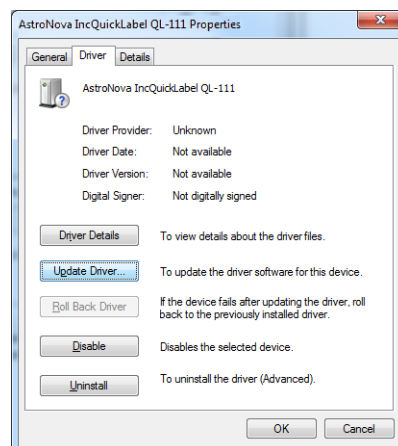 AstroNova IncQuickLabel QL-111 Properties
General Driver Details
AstroNova IncQuickLabel QL-111
Driver Provider: Unknown
Driver Date: Not available
Driver Version: Not available
Digital Signer: Not digitally signed
Driver Details To view details about the driver files.
Update Driver... To update the driver software for this device.
Roll Back Driver If the device fails after updating the driver, roll
back to the previously installed driver.
Disable Disables the selected device.
Uninstall To uninstall the driver (Advanced).
OK Cancel